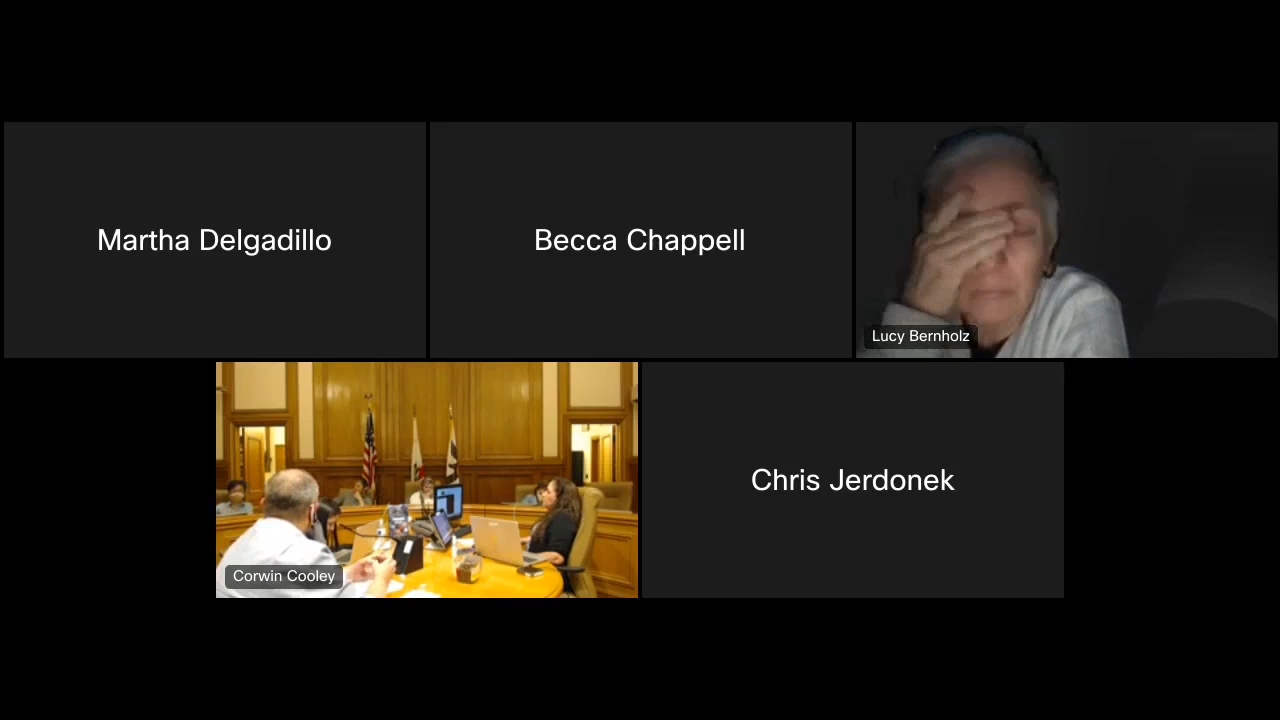 Martha Delgadillo
Becca Chappell
Lucy Bernholz
Corwin Cooley
Chris Jerdonek